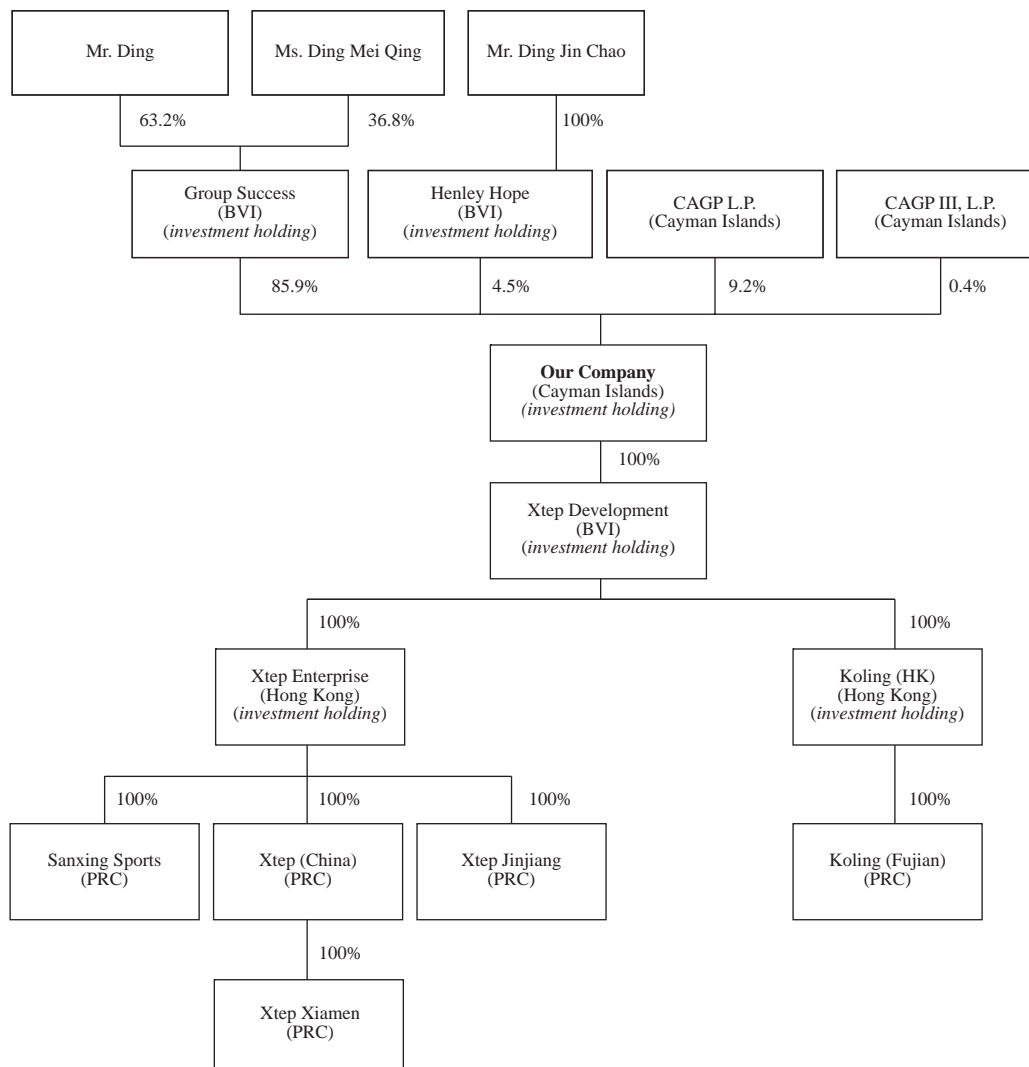 Mr. Ding
Ms. Ding Mei Qing
Mr. Ding Jin Chao
63.2%
36.8%
100%
Group Success
(BVI)
(investment holding)
Henley Hope
(BVI)
(investment holding)
CAGP L.P.
(Cayman Islands)
CAGP III, L.P.
(Cayman Islands)
85.9%
4.5%
9.2%
0.4%
Our Company
(Cayman Islands)
(investment holding)
100%
Xtep Development
(BVI)
(investment holding)
100%
100%
Xtep Enterprise
(Hong Kong)
(investment holding)
Koling (HK)
(Hong Kong)
(investment holding)
100%
100%
100%
100%
Sanxing Sports
(PRC)
Xtep (China)
(PRC)
Xtep Jinjiang
(PRC)
Koling (Fujian)
(PRC)
100%
Xtep Xiamen
(PRC)